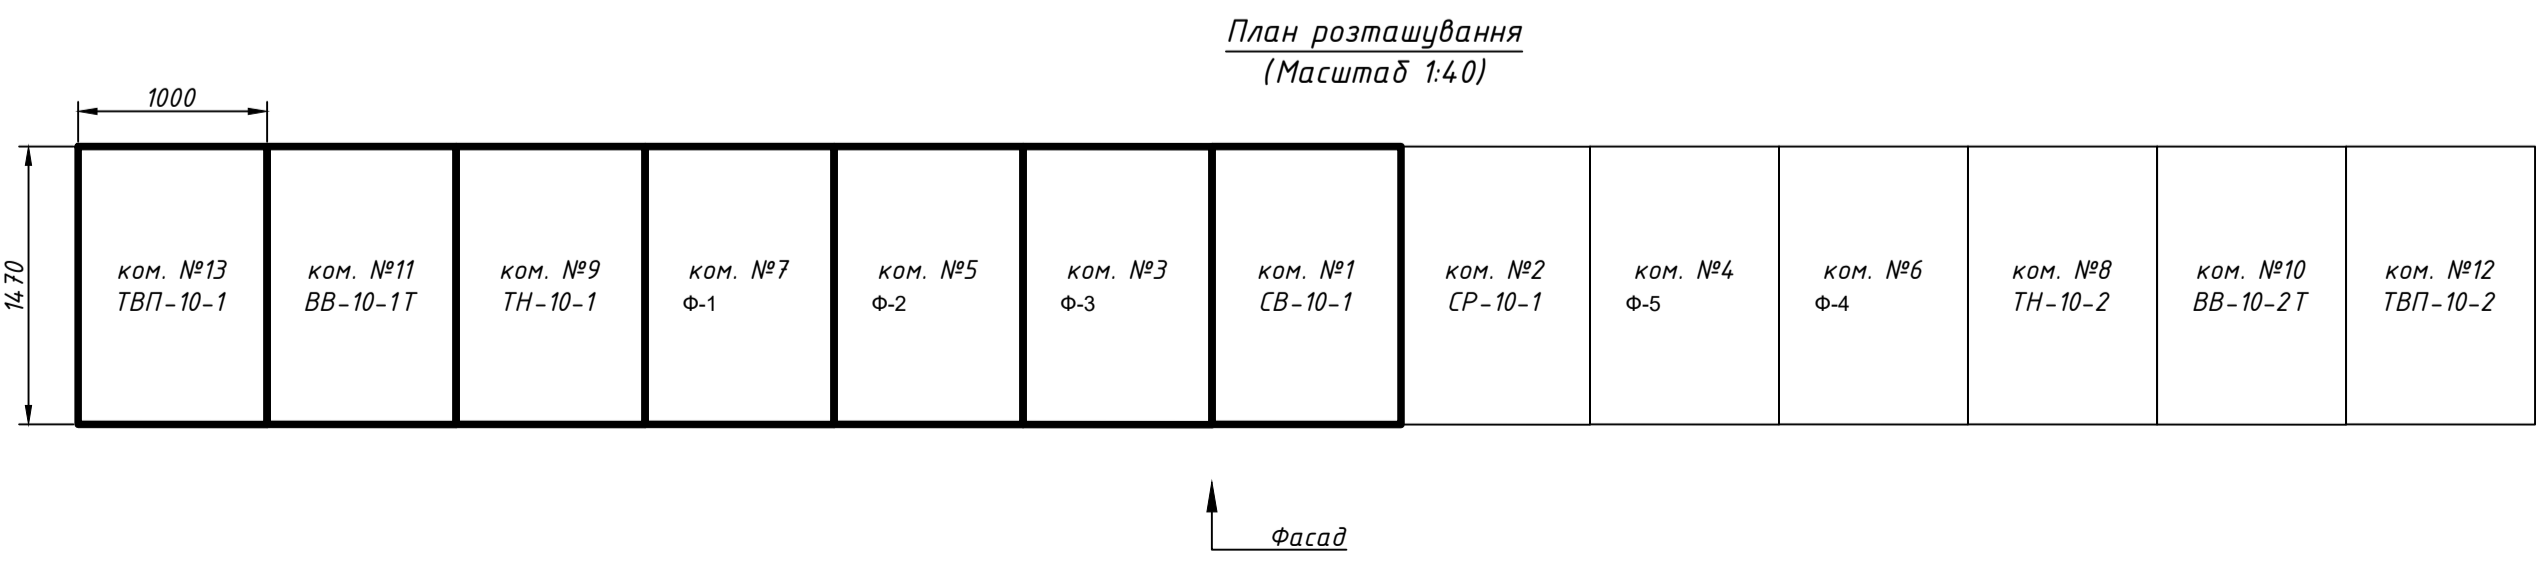 План розташування
(Масштаб 1:40)
1000
1470
ком. №13
ТВП-10-1
ком. №11
ВВ-10-1Т
ком. №9
ТН-10-1
ком. №7
Ф-1
ком. №5
Ф-2
ком. №3
Ф-3
ком. №1
СВ-10-1
ком. №2
СР-10-1
ком. №4
Ф-5
ком. №6
Ф-4
ком. №8
ТН-10-2
ком. №10
ВВ-10-2Т
ком. №12
ТВП-10-2
Фасад